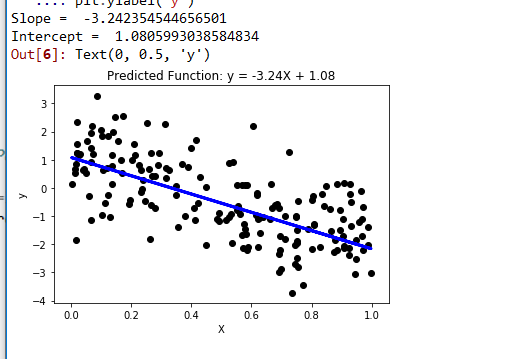 ...: plt.ylabel('y')
Slope =  -3.242354544656501
Intercept =  1.0805993038584834
Out[6]: Text(0, 0.5, 'y')
Predicted Function: y = -3.24X + 1.08
3
2
1
0
−1
−2
−3
−4
y
0.0 0.2 0.4 0.6 0.8 1.0
X